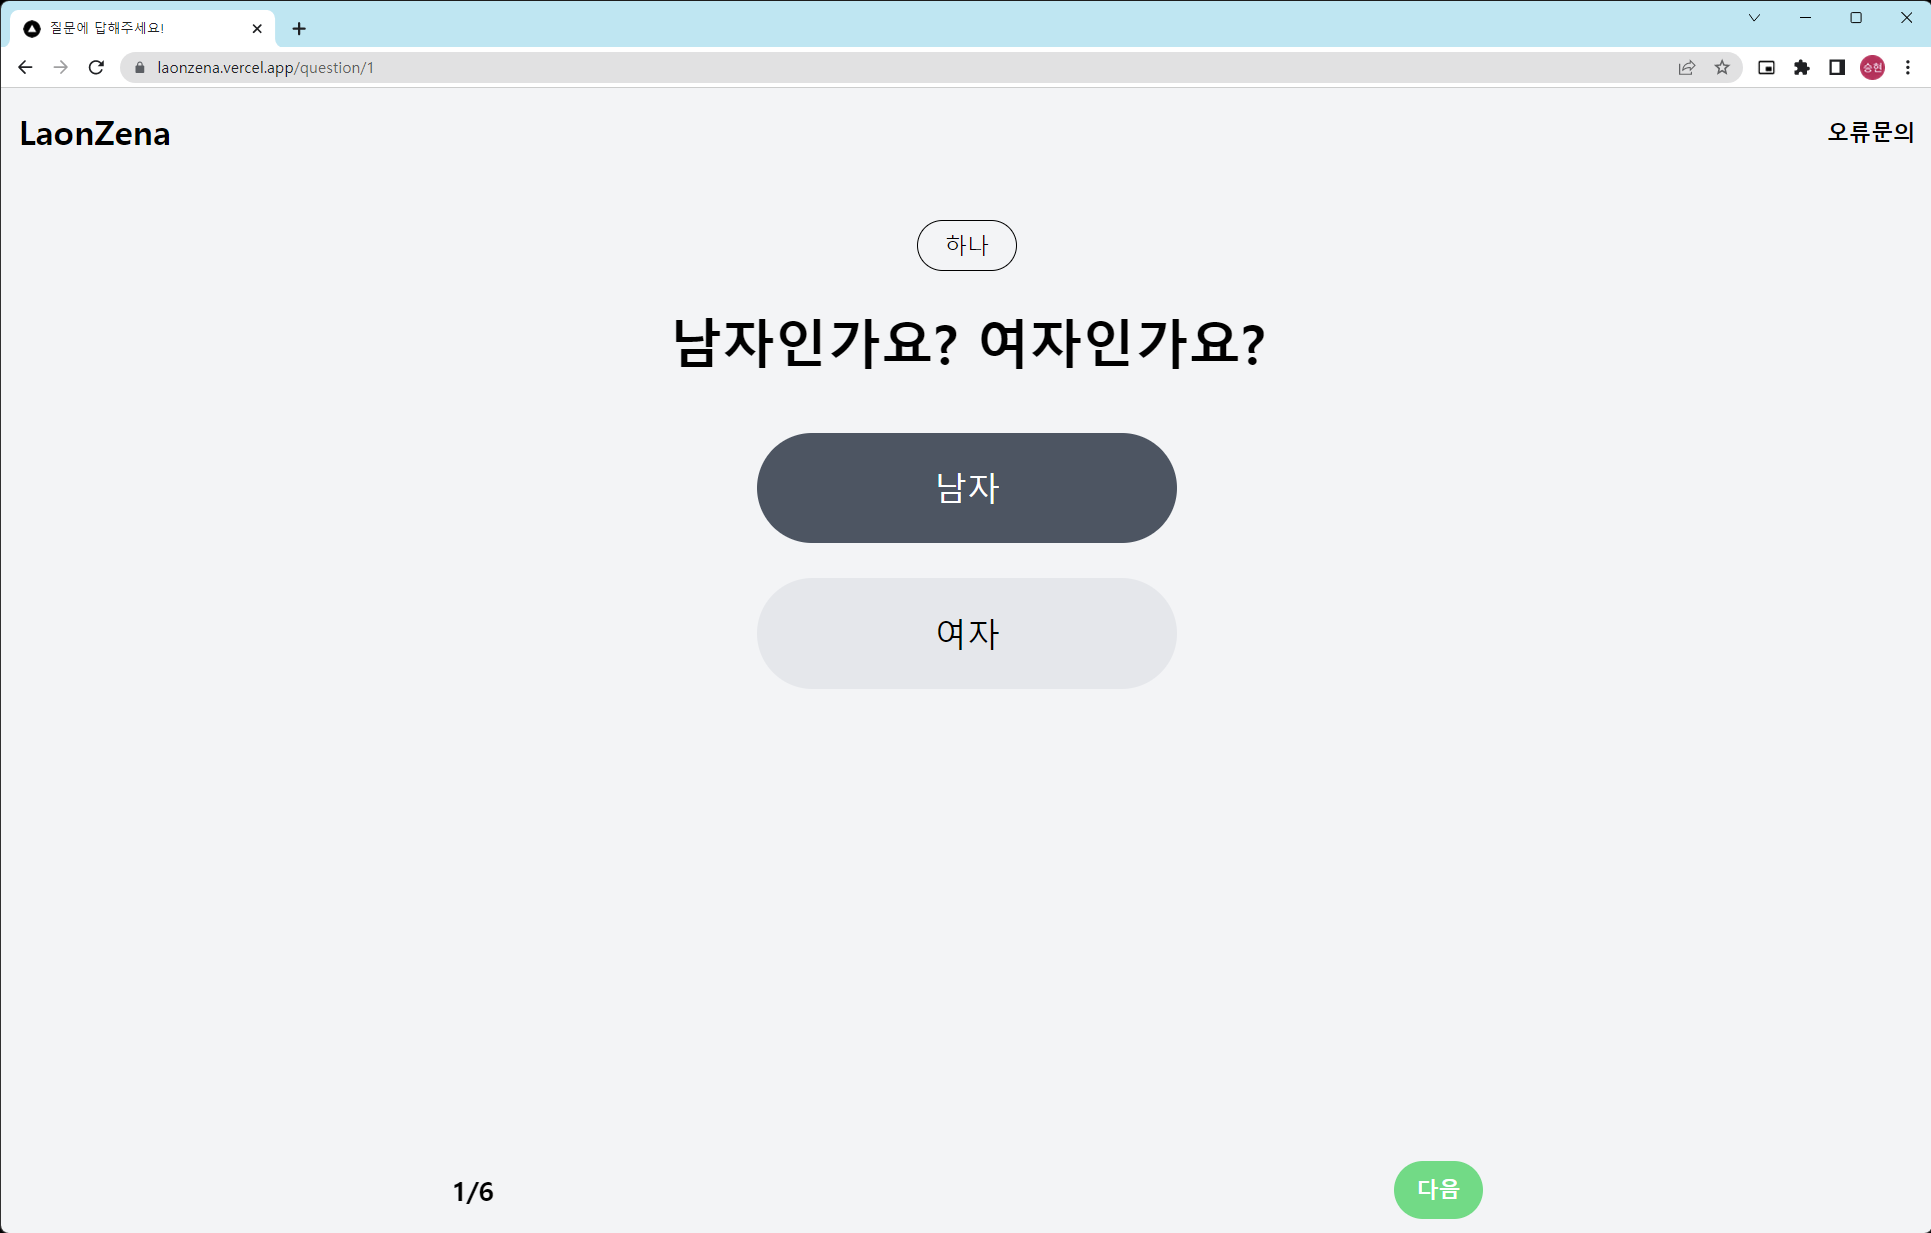 질문에 답해주세요!
laonzena.vercel.app/question/1
승현
LaonZena
오류문의
하나
남자인가요? 여자인가요?
남자
여자
1/6
다음